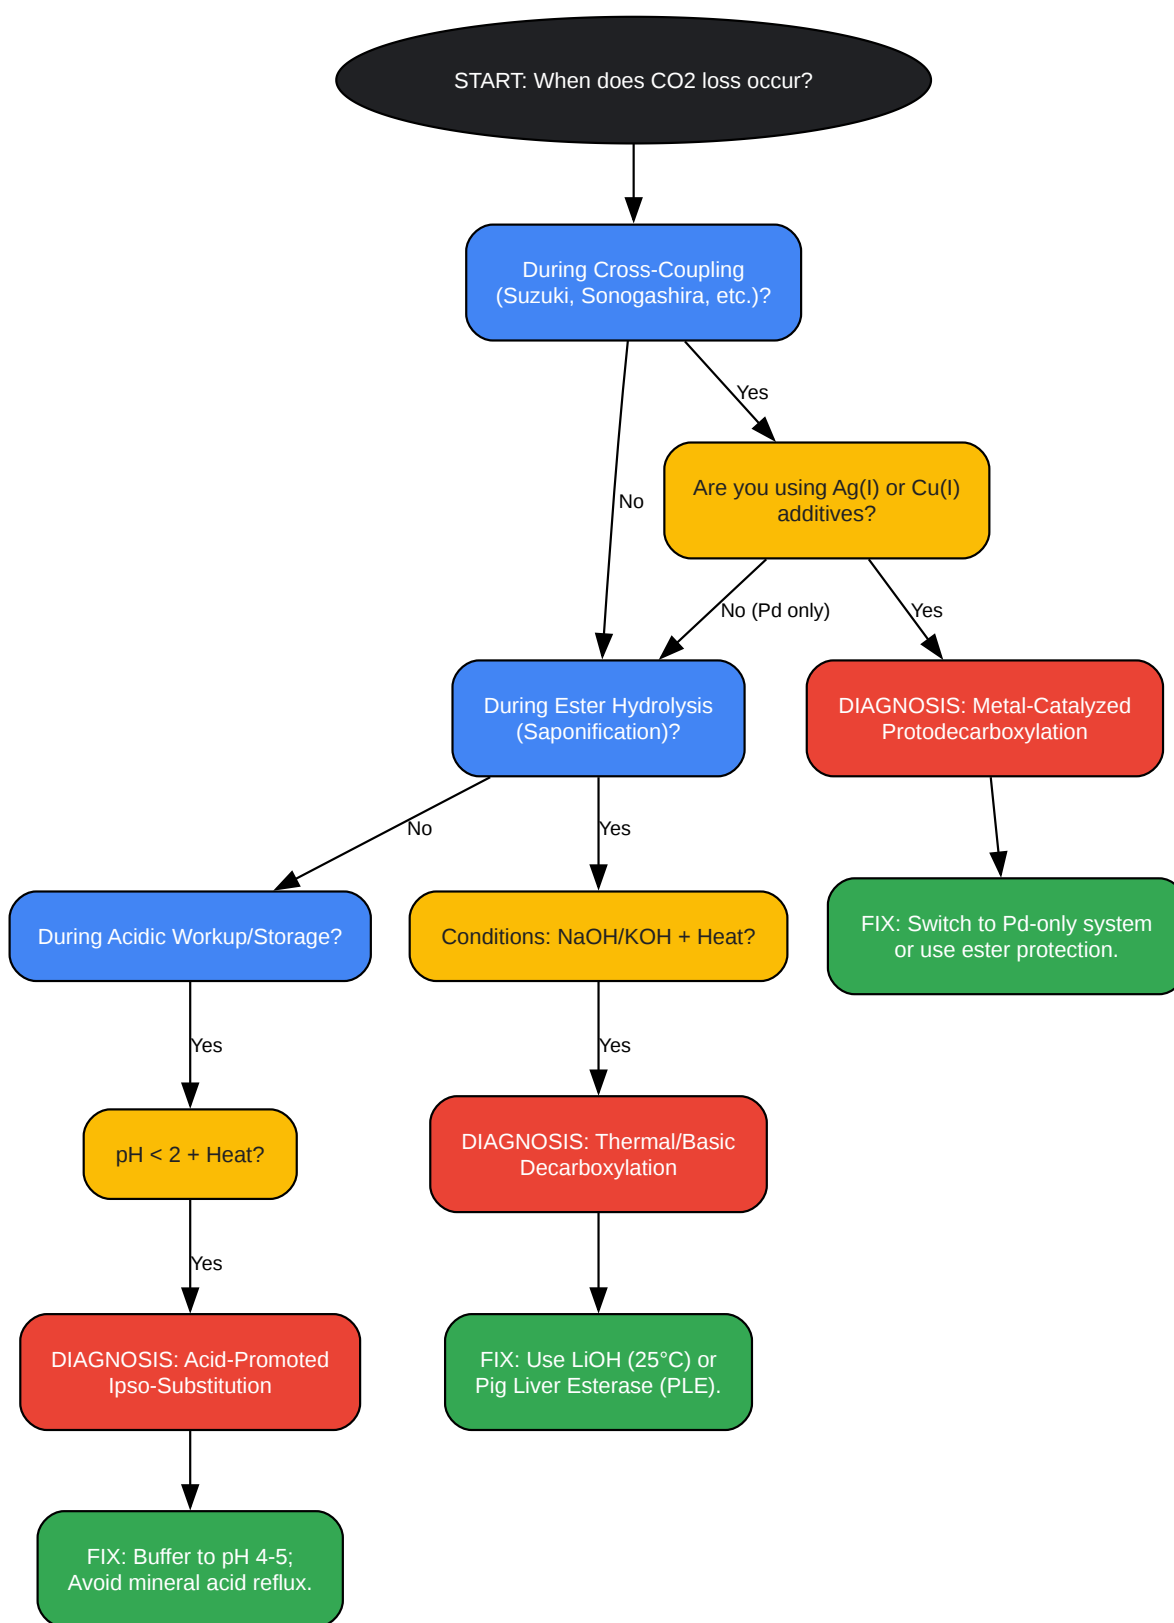 START: When does CO2 loss occur?
During Cross-Coupling
(Suzuki, Sonogashira, etc.)?
Yes
Are you using Ag(I) or Cu(I)
additives?
No
No (Pd only)
Yes
During Ester Hydrolysis
(Saponification)?
DIAGNOSIS: Metal-Catalyzed
Protodecarboxylation
No
Yes
During Acidic Workup/Storage?
Conditions: NaOH/KOH + Heat?
FIX: Switch to Pd-only system
or use ester protection.
Yes
Yes
pH < 2 + Heat?
DIAGNOSIS: Thermal/Basic
Decarboxylation
Yes
DIAGNOSIS: Acid-Promoted
Ipso-Substitution
FIX: Use LiOH (25°C) or
Pig Liver Esterase (PLE).
FIX: Buffer to pH 4-5;
Avoid mineral acid reflux.